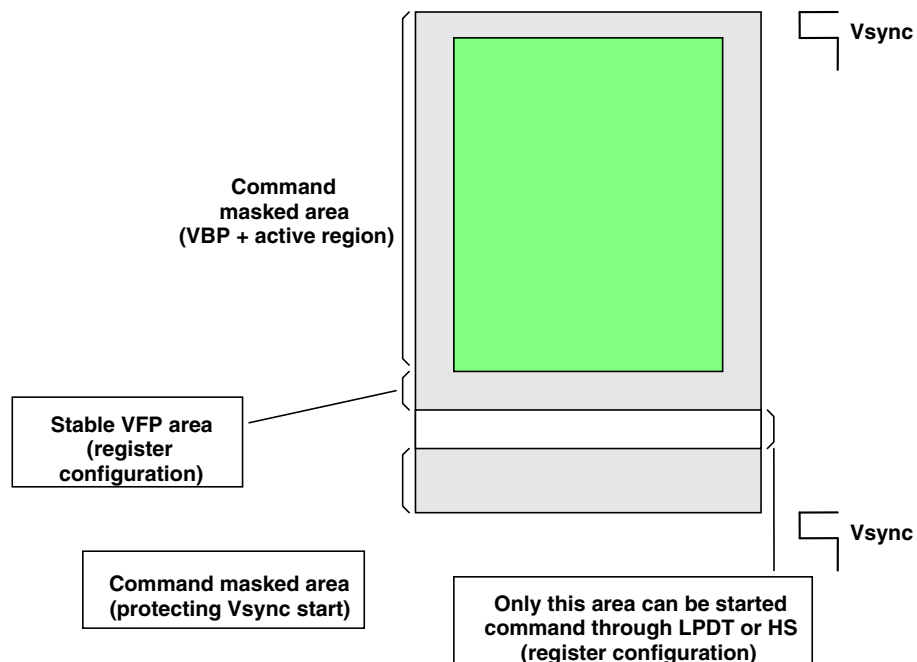 Vsync
Command
masked area
(VBP + active region)
Stable VFP area
(register
configuration)
Vsync
Command masked area
(protecting Vsync start)
Only this area can be started
command through LPDT or HS
(register configuration)